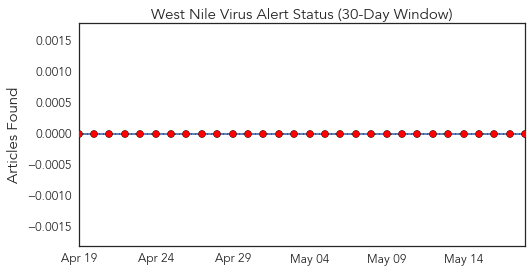 West Nile Virus Alert Status (30-Day Window)
Articles Found
0.0015
0.0010
0.0005
0.0000
−0.0005
−0.0010
−0.0015
Apr 19 Apr 24 Apr 29 May 04 May 09 May 14